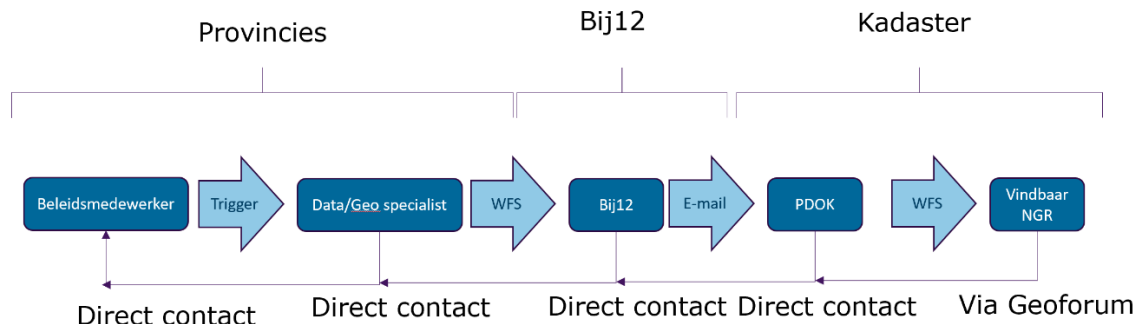 Provincies
Bij12
Kadaster
Beleidsmedewerker
Trigger
Data/Geo specialist
WFS
Bij12
E-mail
PDOK
WFS
Vindbaar
NGR
Direct contact
Direct contact
Direct contact
Direct contact
Via Geoforum